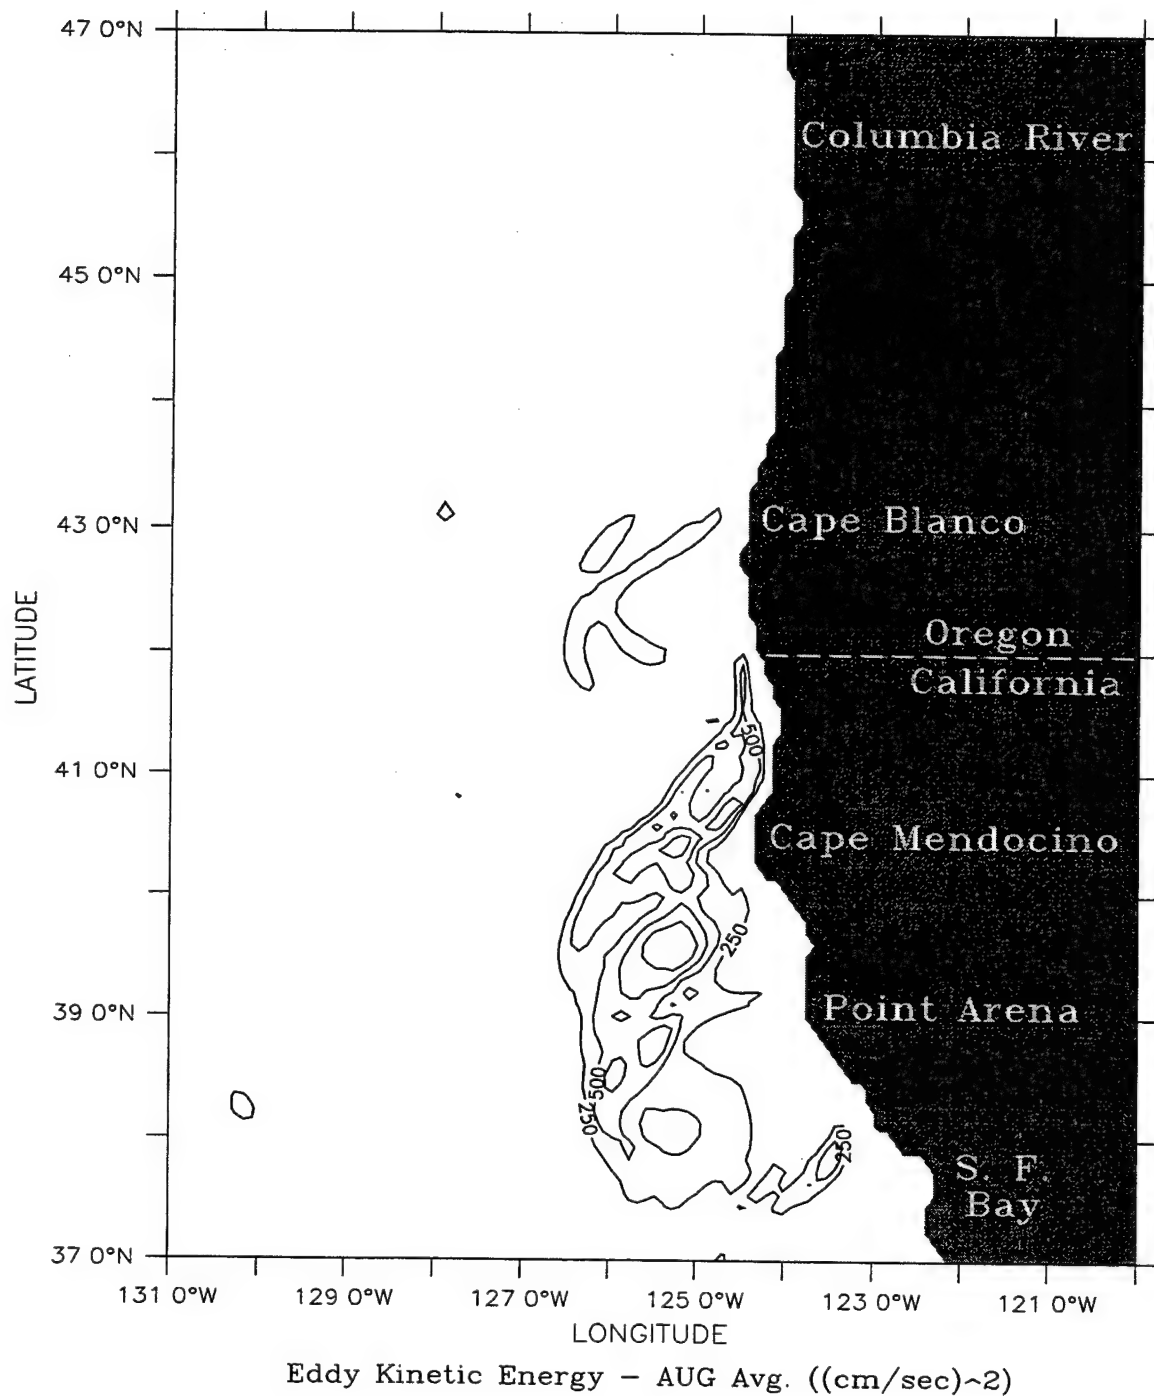 47 0°N
Columbia River
45 0°N
43 0°N
Cape Blanco
LATITUDE
Oregon
California
500
41 0°N
Cape Mendocino
250
39 0°N
Point Arena
500
250
250
S. F.
Bay
37 0°N
131 0°W 129 0°W 127 0°W 125 0°W 123 0°W 121 0°W
LONGITUDE
Eddy Kinetic Energy – AUG Avg. ((cm/sec)~2)